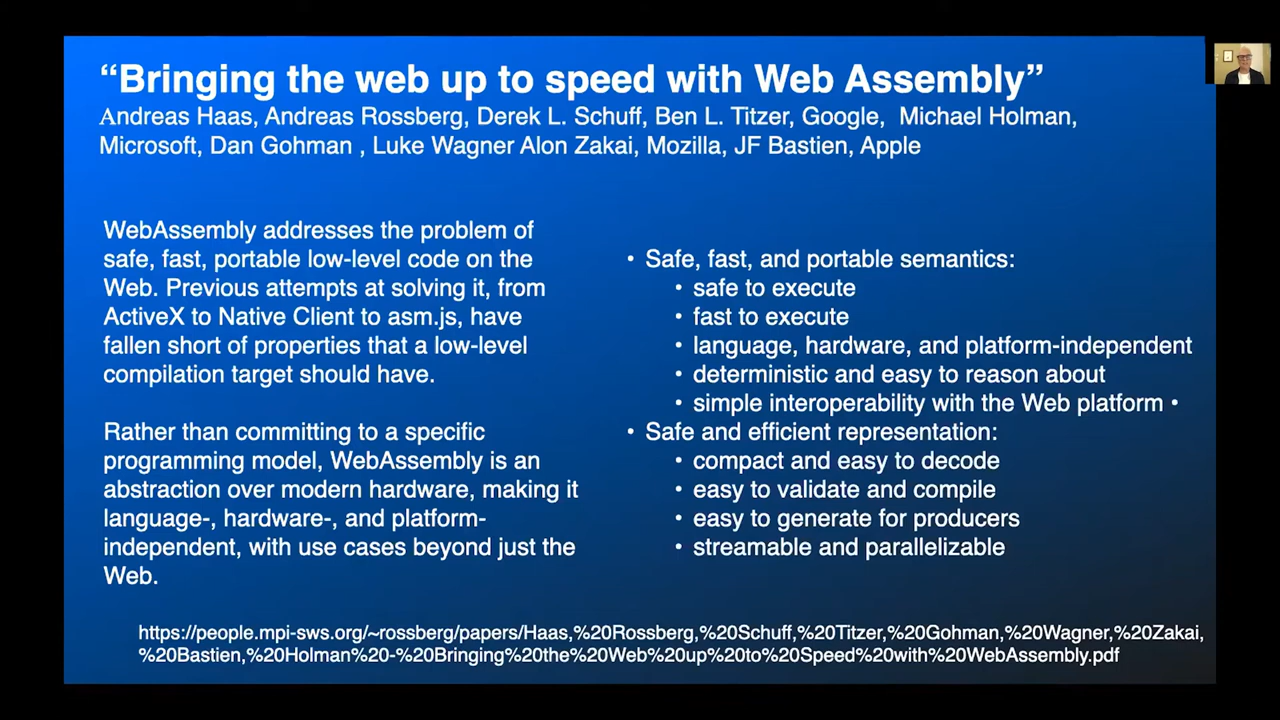 “Bringing the web up to speed with Web Assembly”
Andreas Haas, Andreas Rossberg, Derek L. Schuff, Ben L. Titzer, Google,  Michael Holman,
Microsoft, Dan Gohman , Luke Wagner Alon Zakai, Mozilla, JF Bastien, Apple
WebAssembly addresses the problem of
safe, fast, portable low-level code on the
Web. Previous attempts at solving it, from
ActiveX to Native Client to asm.js, have
fallen short of properties that a low-level
compilation target should have.
Rather than committing to a specific
programming model, WebAssembly is an
abstraction over modern hardware, making it
language-, hardware-, and platform-
independent, with use cases beyond just the
Web.
• Safe, fast, and portable semantics:
• safe to execute
• fast to execute
• language, hardware, and platform-independent
• deterministic and easy to reason about
• simple interoperability with the Web platform •
• Safe and efficient representation:
• compact and easy to decode
• easy to validate and compile
• easy to generate for producers
• streamable and parallelizable
https://people.mpi-sws.org/~rossberg/papers/Haas,%20Rossberg,%20Schuff,%20Titzer,%20Gohman,%20Wagner,%20Zakai,
%20Bastien,%20Holman%20-%20Bringing%20the%20Web%20up%20to%20Speed%20with%20WebAssembly.pdf